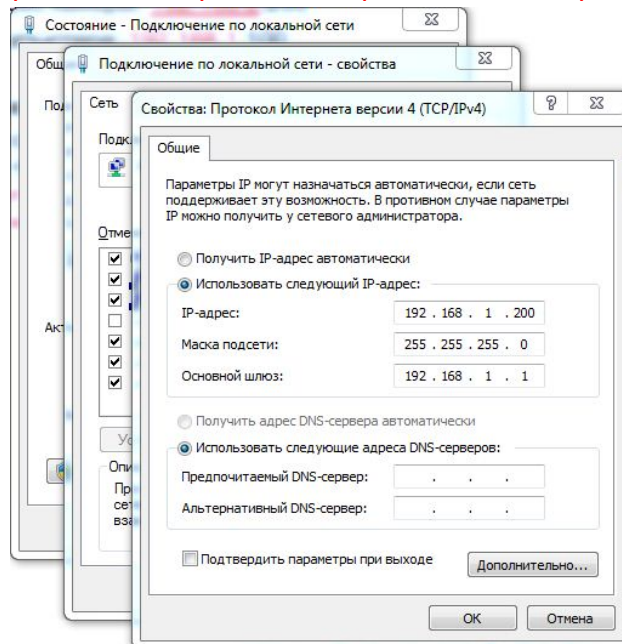 Состояние - Подключение по локальной сети
Подключение по локальной сети - свойства
Сеть
Свойства: Протокол Интернета версии 4 (TCP/IPv4)
Общие
Параметры IP могут назначаться автоматически, если сеть
поддерживает эту возможность. В противном случае параметры
IP можно получить у сетевого администратора.
Получить IP-адрес автоматически
Использовать следующий IP-адрес:
IP-адрес: 192 . 168 . 1 . 200
Маска подсети: 255 . 255 . 255 . 0
Основной шлюз: 192 . 168 . 1 . 1
Получить адрес DNS-сервера автоматически
Использовать следующие адреса DNS-серверов:
Предпочитаемый DNS-сервер: . . .
Альтернативный DNS-сервер: . . .
Подтвердить параметры при выходе
Дополнительно...
ОК Отмена